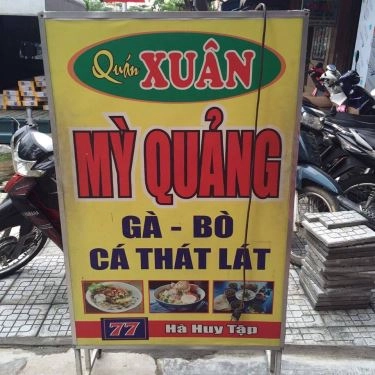 Quán XUÂN
MỲ QUẢNG
GÀ - BÒ
CÁ THÁT LÁT
77 Hà Huy Tập